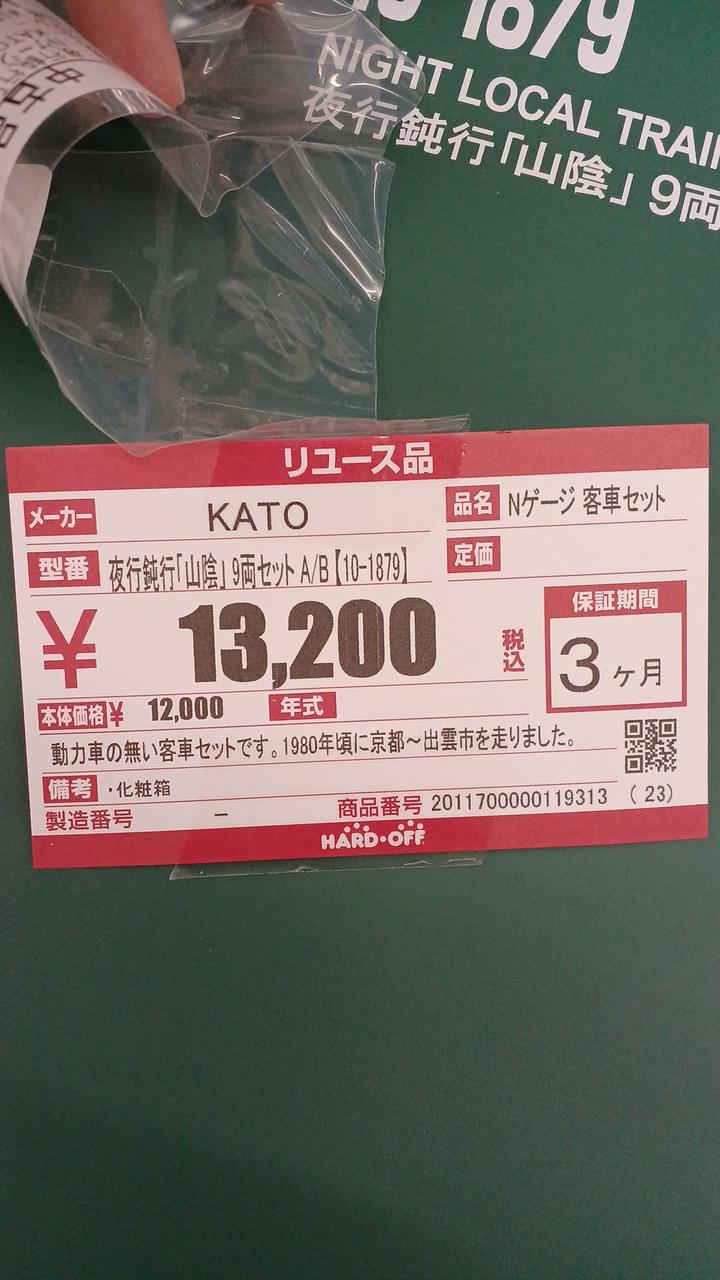 1879
NIGHT LOCAL TRAI
夜行鈍行「山陰」9両
中古品
リユース品
メーカー KATO
品名 Nゲージ 客車セット
型番 夜行鈍行「山陰」9両セット A/B【10-1879】
定価
¥ 13,200 税込
保証期間
3ヶ月
本体価格¥ 12,000 年式
動力車の無い客車セットです。1980年頃に京都～出雲市を走りました。
備考 ・化粧箱
製造番号 － 商品番号 2011700000119313 (23)
HARD・OFF